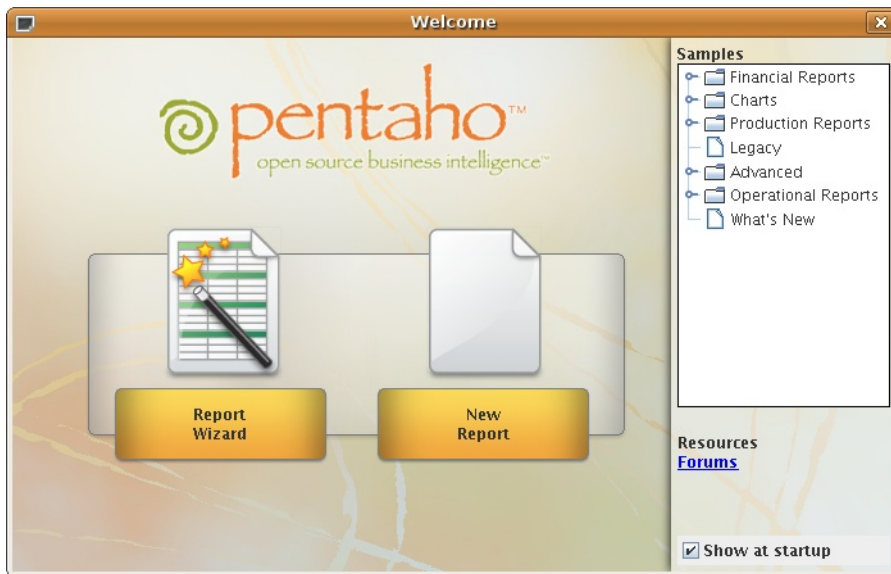 Welcome
pentaho™
open source business intelligence™
Report
Wizard
New
Report
Samples
Financial Reports
Charts
Production Reports
Legacy
Advanced
Operational Reports
What's New
Resources
Forums
Show at startup